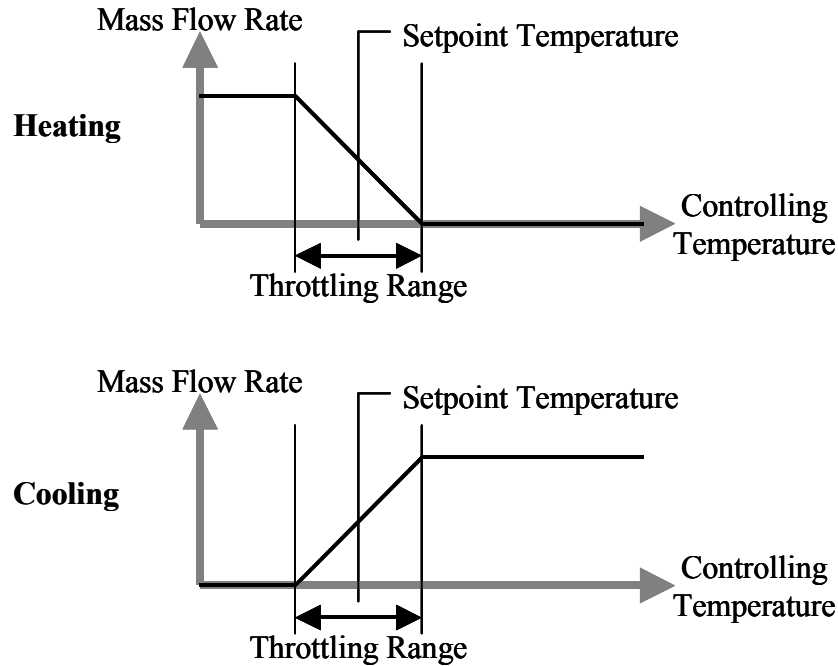 Mass Flow Rate
Setpoint Temperature
Heating
Controlling
Temperature
Throttling Range
Mass Flow Rate
Setpoint Temperature
Cooling
Controlling
Temperature
Throttling Range